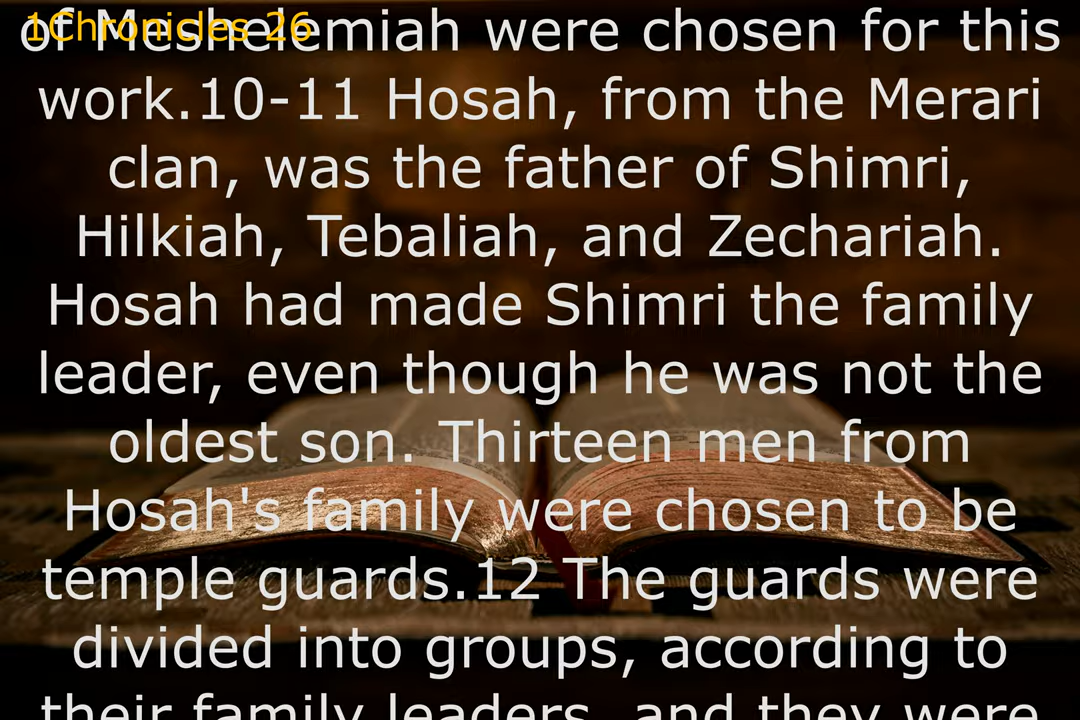 1Chronicles 26
of Meshelemiah were chosen for this
work.10-11 Hosah, from the Merari
clan, was the father of Shimri,
Hilkiah, Tebaliah, and Zechariah.
Hosah had made Shimri the family
leader, even though he was not the
oldest son. Thirteen men from
Hosah's family were chosen to be
temple guards.12 The guards were
divided into groups, according to
their family leaders, and they were